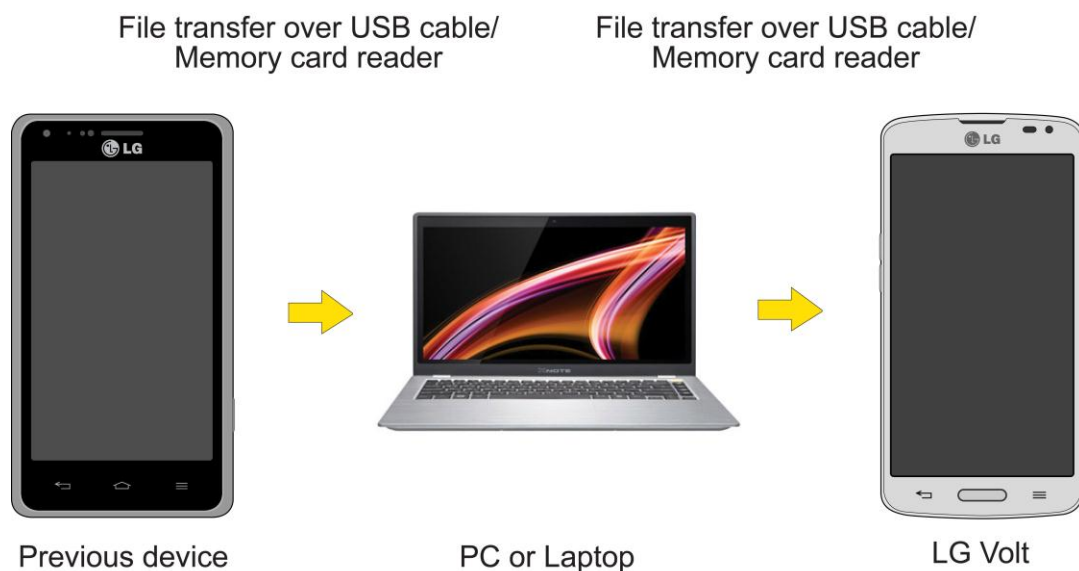 File transfer over USB cable/
Memory card reader
File transfer over USB cable/
Memory card reader
LG
LG
XNOTE
Previous device
PC or Laptop
LG Volt